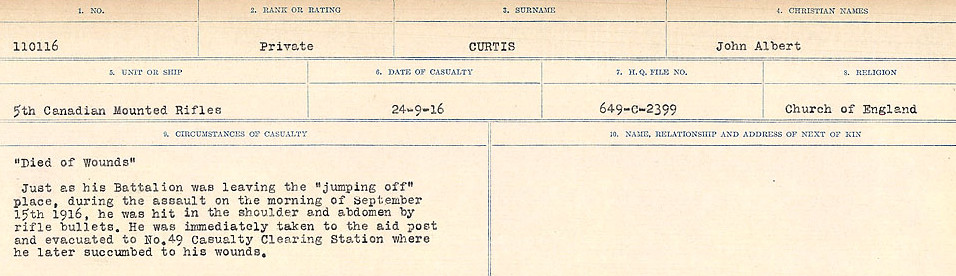 1. NO. 2. RANK OR RATING 3. SURNAME 4. CHRISTIAN NAMES
110116 Private CURTIS John Albert
5. UNIT OR SHIP 6. DATE OF CASUALTY 7. H. Q. FILE NO. 8. RELIGION
5th Canadian Mounted Rifles 24-9-16 649-C-2399 Church of England
9. CIRCUMSTANCES OF CASUALTY 10. NAME, RELATIONSHIP AND ADDRESS OF NEXT OF KIN
"Died of Wounds"
Just as his Battalion was leaving the "jumping off"
place, during the assault on the morning of September
15th 1916, he was hit in the shoulder and abdomen by
rifle bullets. He was immediately taken to the aid post
and evacuated to No.49 Casualty Clearing Station where
he later succumbed to his wounds.